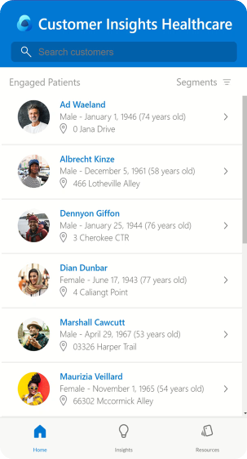 Customer Insights Healthcare
Search customers
Engaged Patients Segments
Ad Waeland
Male - January 1, 1946 (74 years old)
0 Jana Drive
Albrecht Kinze
Male - December 5, 1961 (58 years old)
466 Lotheville Alley
Dennyon Giffon
Male - January 25, 1944 (76 years old)
3 Cherokee CTR
Dian Dunbar
Female - June 17, 1943 (77 years old)
4 Caliangt Point
Marshall Cawcutt
Male - April 29, 1967 (53 years old)
03326 Harper Trail
Maurizia Veillard
Female - November 1, 1965 (54 years old)
66302 Mccormick Alley
Home Insights Resources